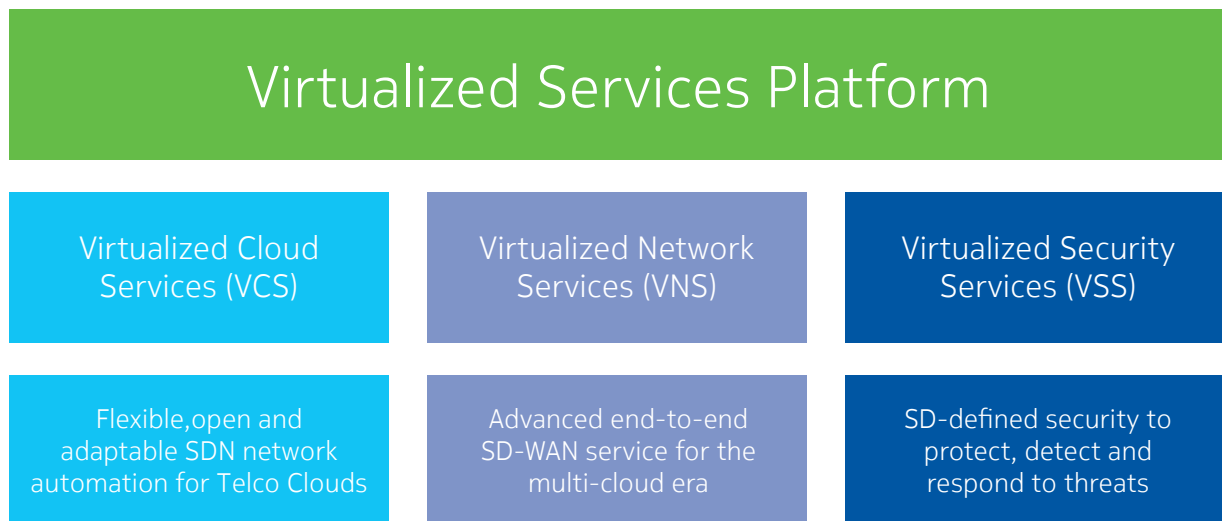 Virtualized Services Platform
Virtualized Cloud
Services (VCS)
Virtualized Network
Services (VNS)
Virtualized Security
Services (VSS)
Flexible,open and
adaptable SDN network
automation for Telco Clouds
Advanced end-to-end
SD-WAN service for the
multi-cloud era
SD-defined security to
protect, detect and
respond to threats